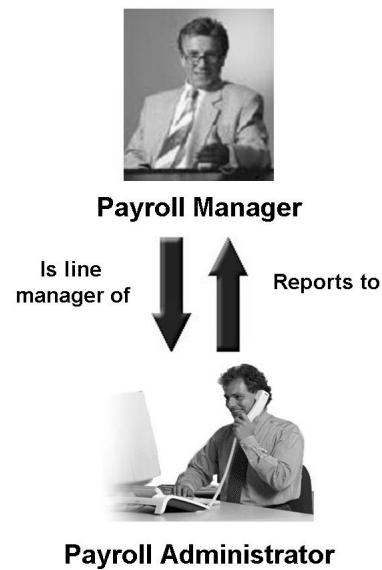 Payroll Manager
Is line
manager of
Reports to
Payroll Administrator